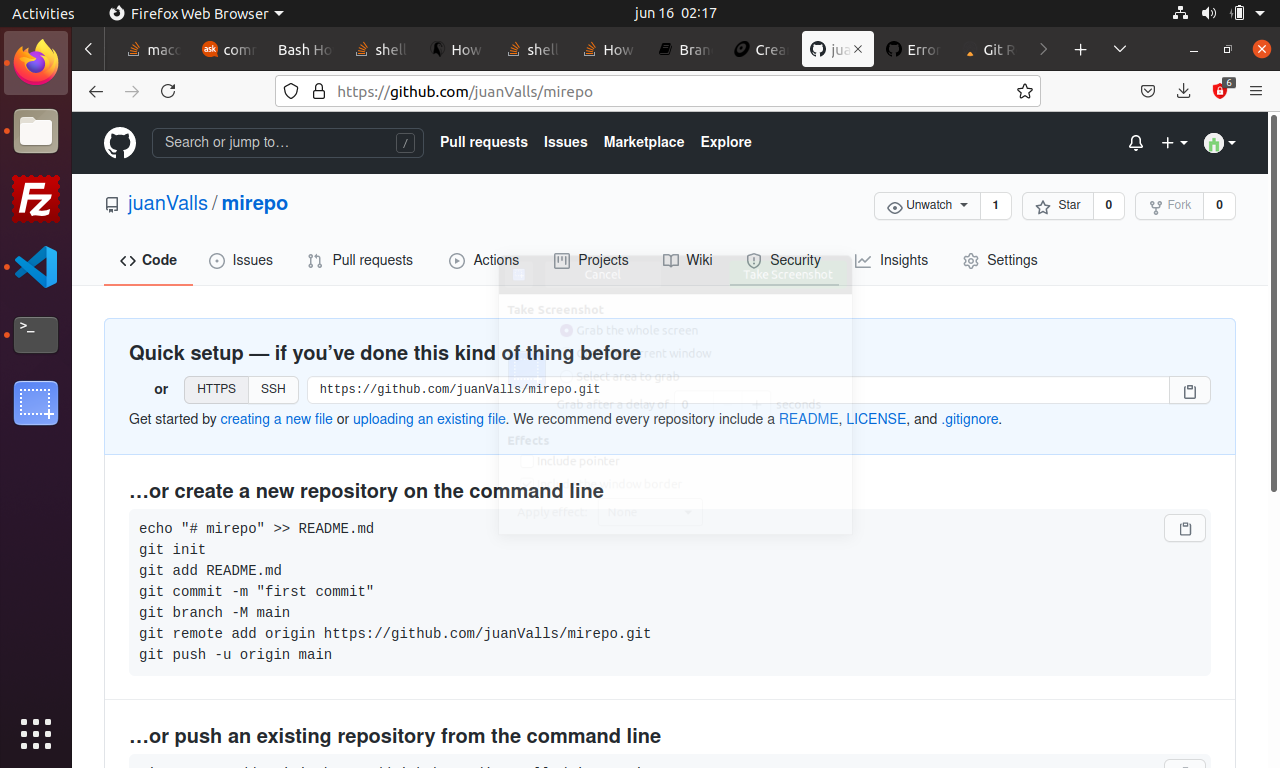 Activities Firefox Web Browser jun 16 02:17
macc com Bash Ho shell How shell How Bran Crea jua Error Git R
https://github.com/juanValls/mirepo 6
Search or jump to… / Pull requests Issues Marketplace Explore
juanValls / mirepo Unwatch 1 Star 0 Fork 0
Code Issues Pull requests Actions Projects Wiki Security Insights Settings
Cancel Take Screenshot
Take Screenshot
Grab the whole screen
Quick setup — if you’ve done this kind of thing before
window
Select area to grab
or HTTPS SSH https://github.com/juanValls/mirepo.git
Grab after a delay of 0 seconds
Get started by creating a new file or uploading an existing file. We recommend every repository include a README, LICENSE, and .gitignore.
Effects
Include pointer
window border
…or create a new repository on the command line
Apply effect: None
echo "# mirepo" >> README.md
git init
git add README.md
git commit -m "first commit"
git branch -M main
git remote add origin https://github.com/juanValls/mirepo.git
git push -u origin main
…or push an existing repository from the command line